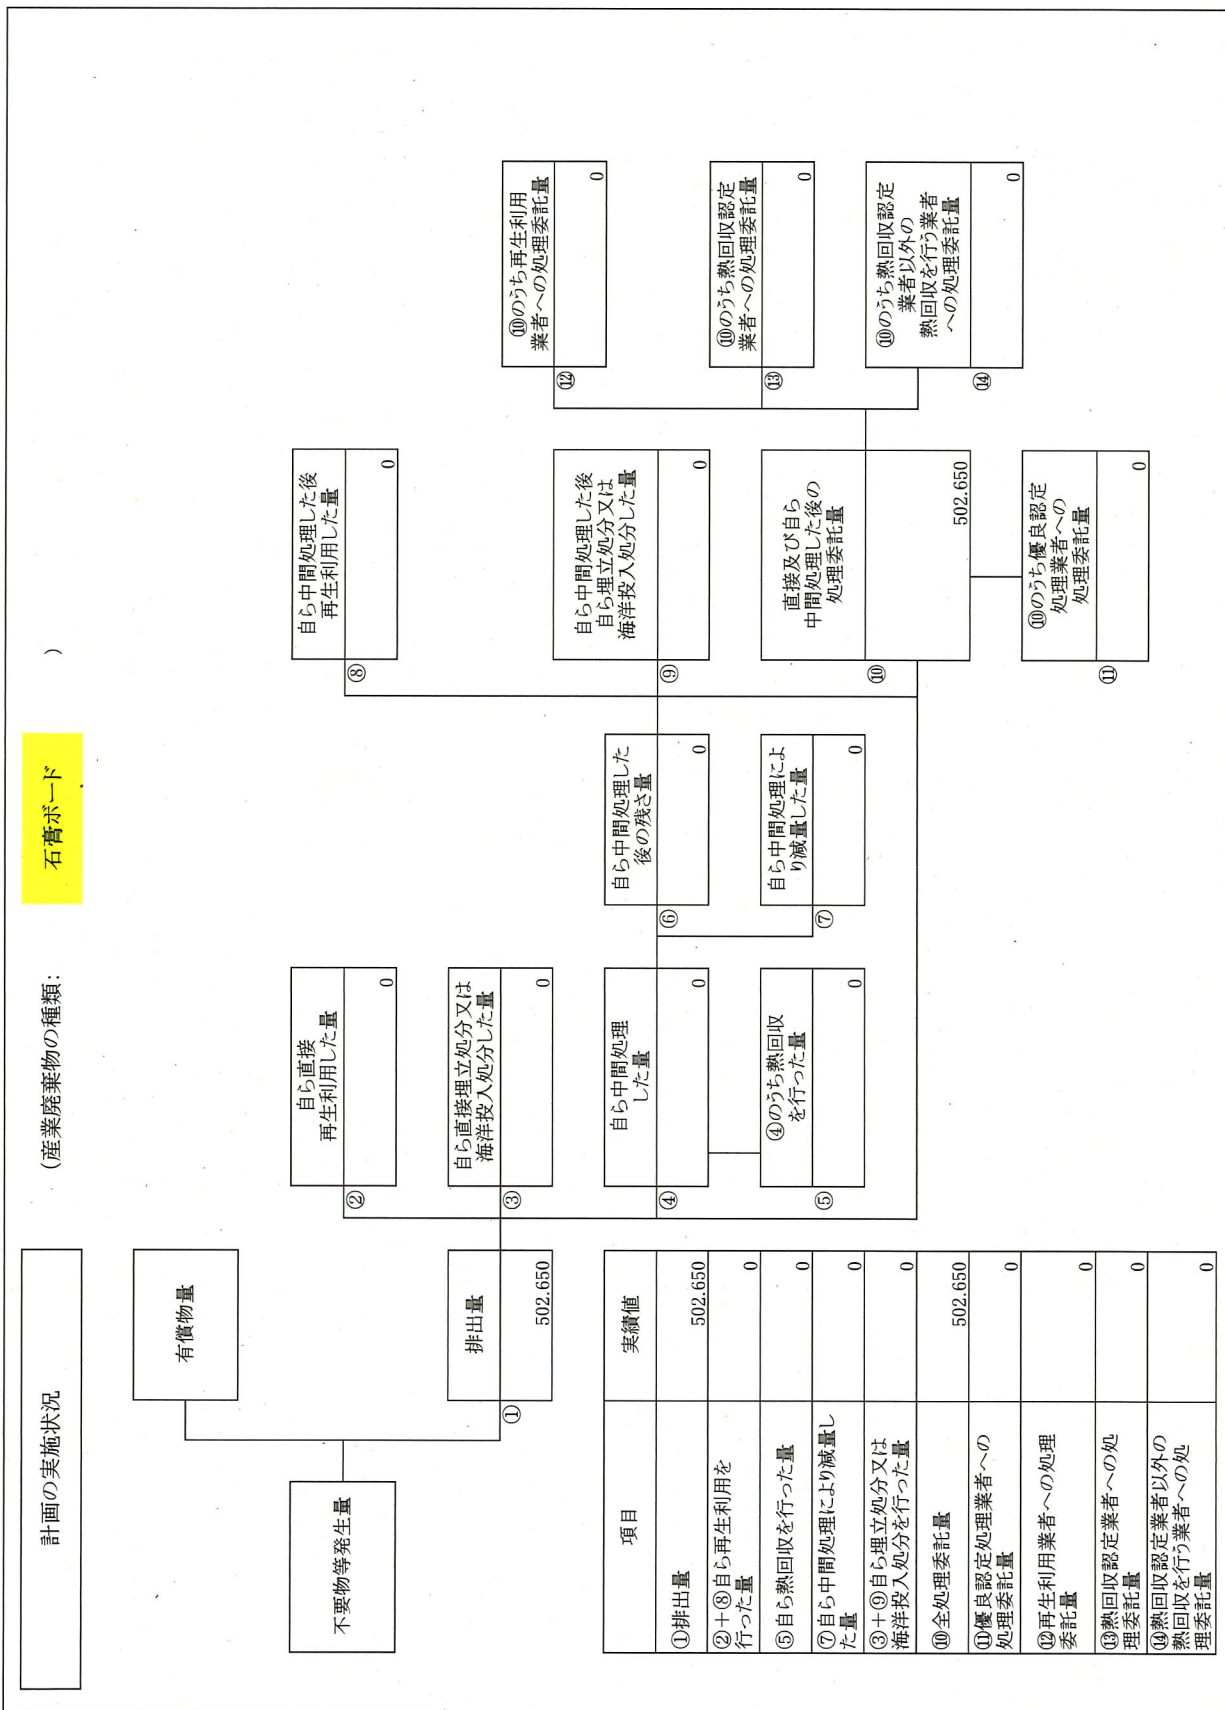 計画の実施状況
(産業廃棄物の種類:
石膏ボード
)
不要物等発生量
有償物量
排出量
①
502.650
自ら直接
再生利用した量
②
0
自ら直接埋立処分又は
海洋投入処分した量
③
0
自ら中間処理
した量
④
0
④のうち熱回収
を行った量
⑤
0
自ら中間処理した
後の残さ量
⑥
0
自ら中間処理によ
り減量した量
⑦
0
自ら中間処理した後
再生利用した量
⑧
0
自ら中間処理した後
自ら埋立処分又は
海洋投入処分した量
⑨
0
直接及び自ら
中間処理した後の
処理委託量
⑩
502.650
⑩のうち優良認定
処理業者への
処理委託量
⑪
0
⑩のうち再生利用
業者への処理委託量
⑫
0
⑩のうち熱回収認定
業者への処理委託量
⑬
0
⑩のうち熱回収認定
業者以外の
熱回収を行う業者
への処理委託量
⑭
0
項目
実績値
①排出量
502.650
②+⑧自ら再生利用を
行った量
0
⑤自ら熱回収を行った量
0
⑦自ら中間処理により減量し
た量
0
③+⑨自ら埋立処分又は
海洋投入処分を行った量
0
⑩全処理委託量
502.650
⑪優良認定処理業者への
処理委託量
0
⑫再生利用業者への処理
委託量
0
⑬熱回収認定業者への処
理委託量
0
⑭熱回収認定業者以外の
熱回収を行う業者への処
理委託量
0